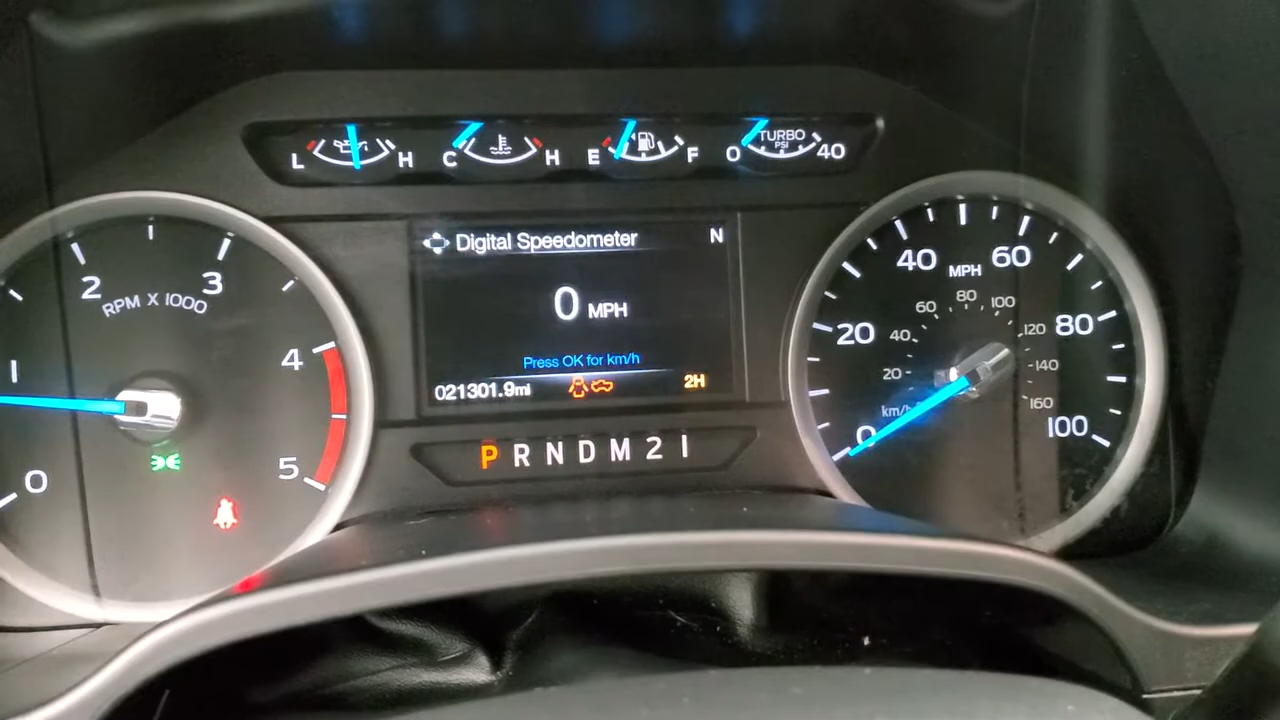 L H C H E F 0 TURBO PSI 40
Digital Speedometer N
0 MPH
Press OK for km/h
021301.9mi 2H
P R N D M 2 1
0 1 2 3 4 5
RPM X 1000
0 20 40 60 80 100
MPH
20 40 60 80 100 120 140 160
km/h